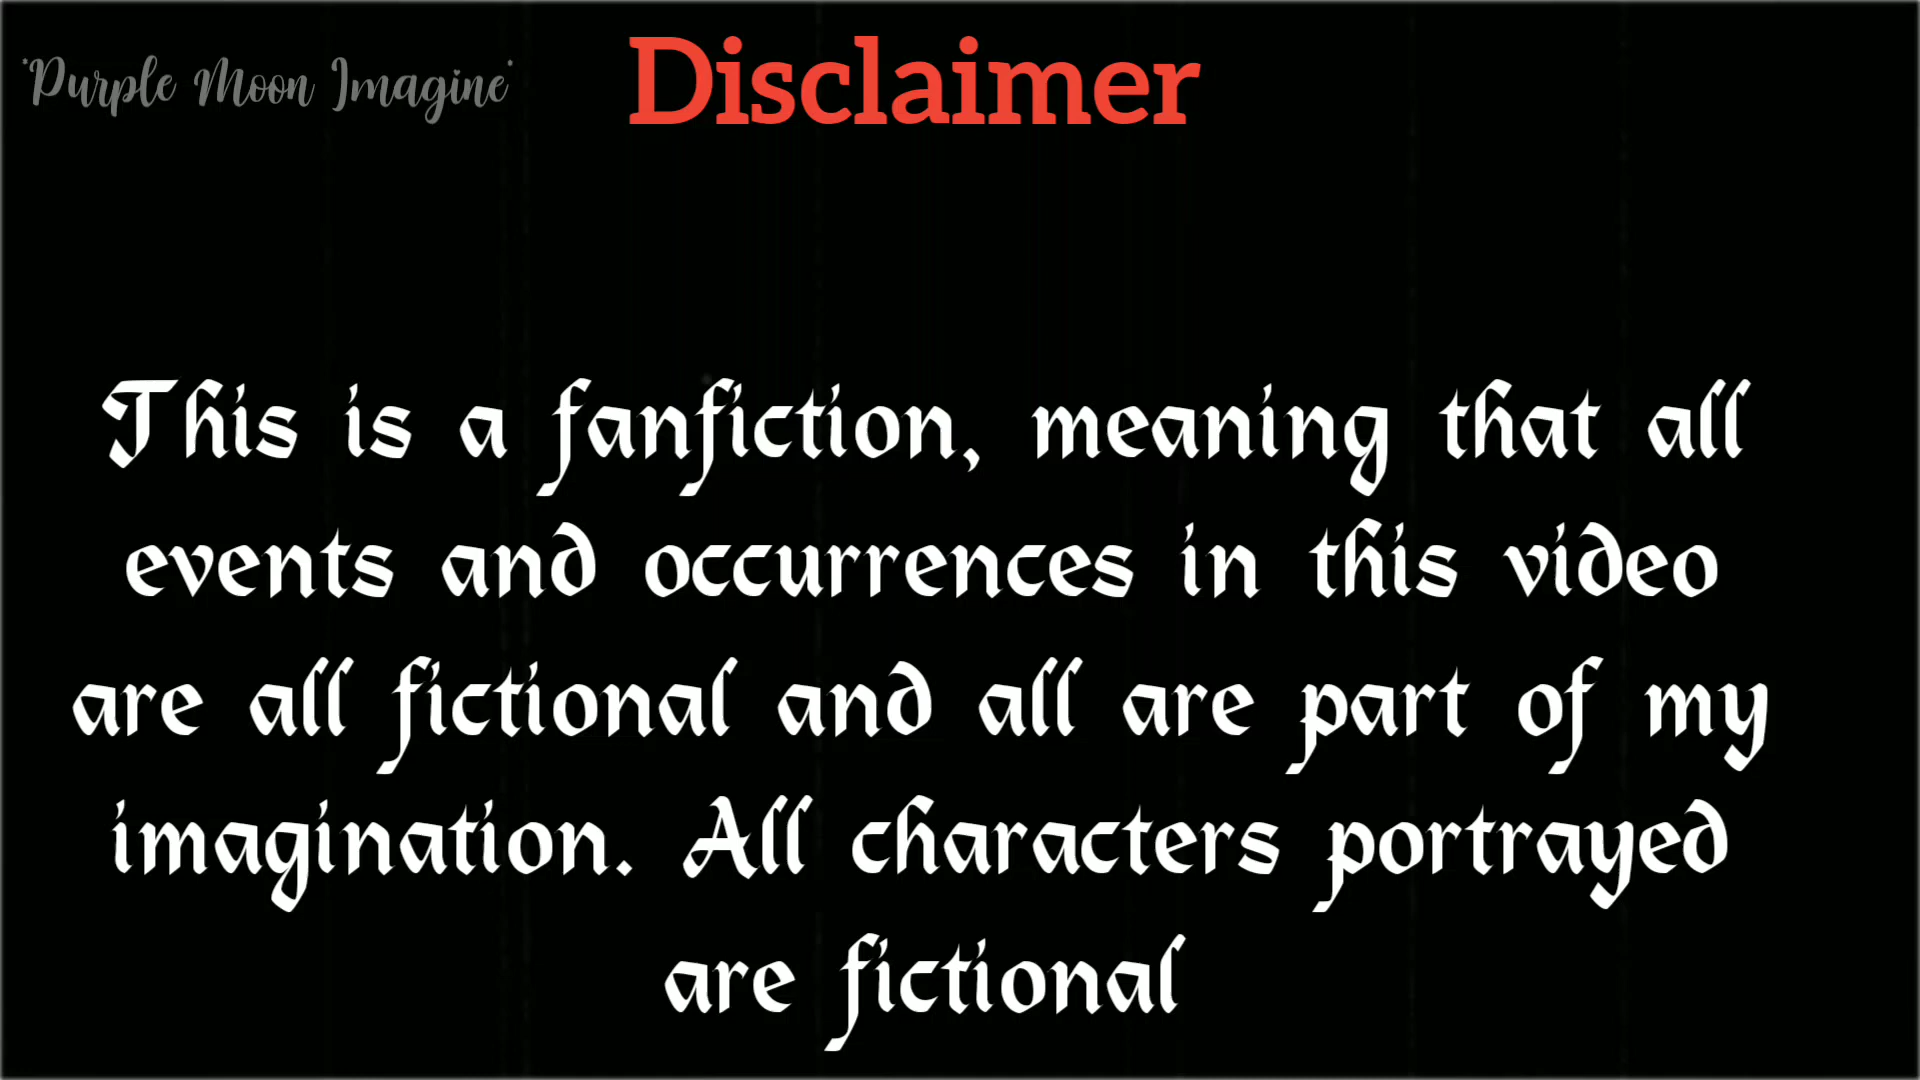 'Purple Moon Imagine'
Disclaimer
This is a fanfiction, meaning that all
events and occurrences in this video
are all fictional and all are part of my
imagination. All characters portrayed
are fictional